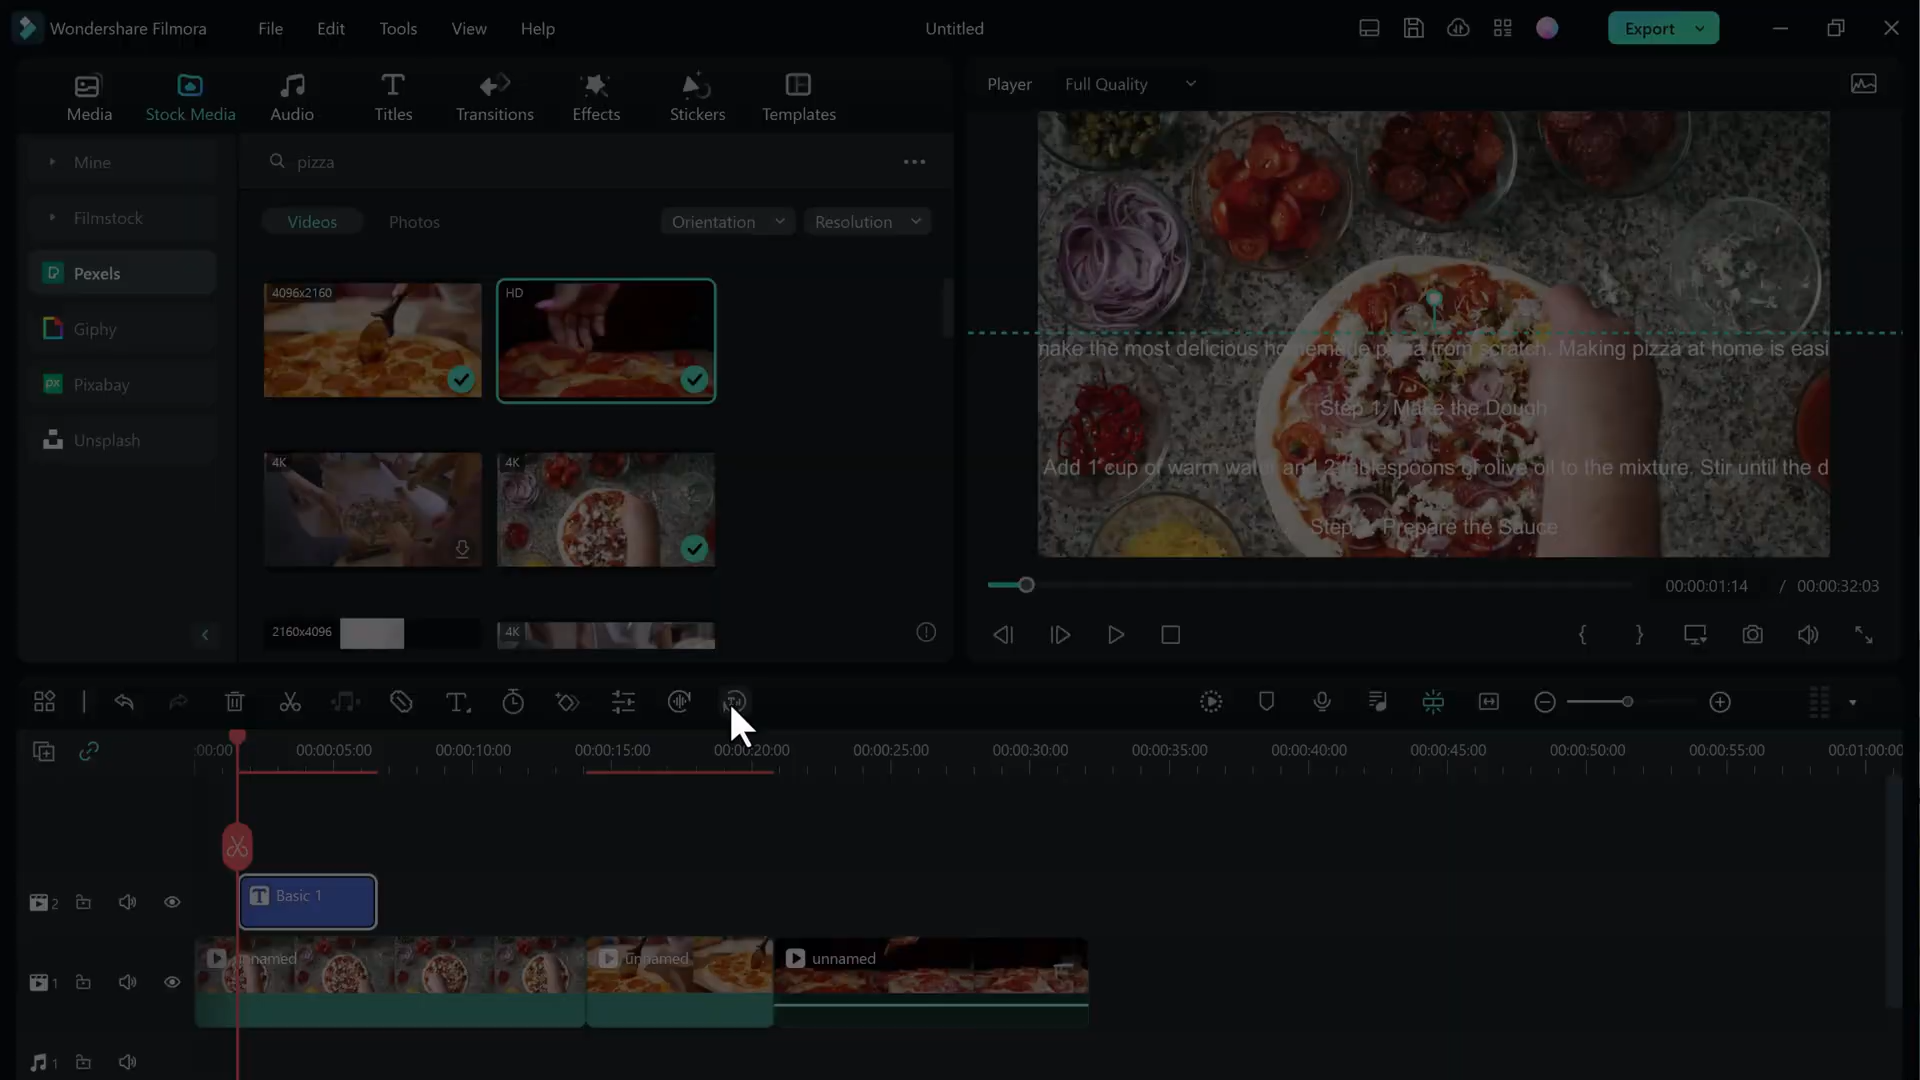 Wondershare Filmora
File
Edit
Tools
View
Help
Untitled
Export
Media
Stock Media
Audio
Titles
Transitions
Effects
Stickers
Templates
Player
Full Quality
Mine
Filmstock
Pexels
Giphy
Pixabay
Unsplash
pizza
Videos
Photos
Orientation
Resolution
4096x2160
HD
4K
4K
2160x4096
4K
make the most delicious homemade pizza from scratch. Making pizza at home is easi
Step 1: Make the Dough
Add 1 cup of warm water and 2 tablespoons of olive oil to the mixture. Stir until the d
Step Prepare the Sauce
00:00:01:14 / 00:00:32:03
:00:00
00:00:05:00
00:00:10:00
00:00:15:00
00:00:20:00
00:00:25:00
00:00:30:00
00:00:35:00
00:00:40:00
00:00:45:00
00:00:50:00
00:00:55:00
00:01:00:00
2
Basic 1
1
unnamed
unnamed
unnamed
1